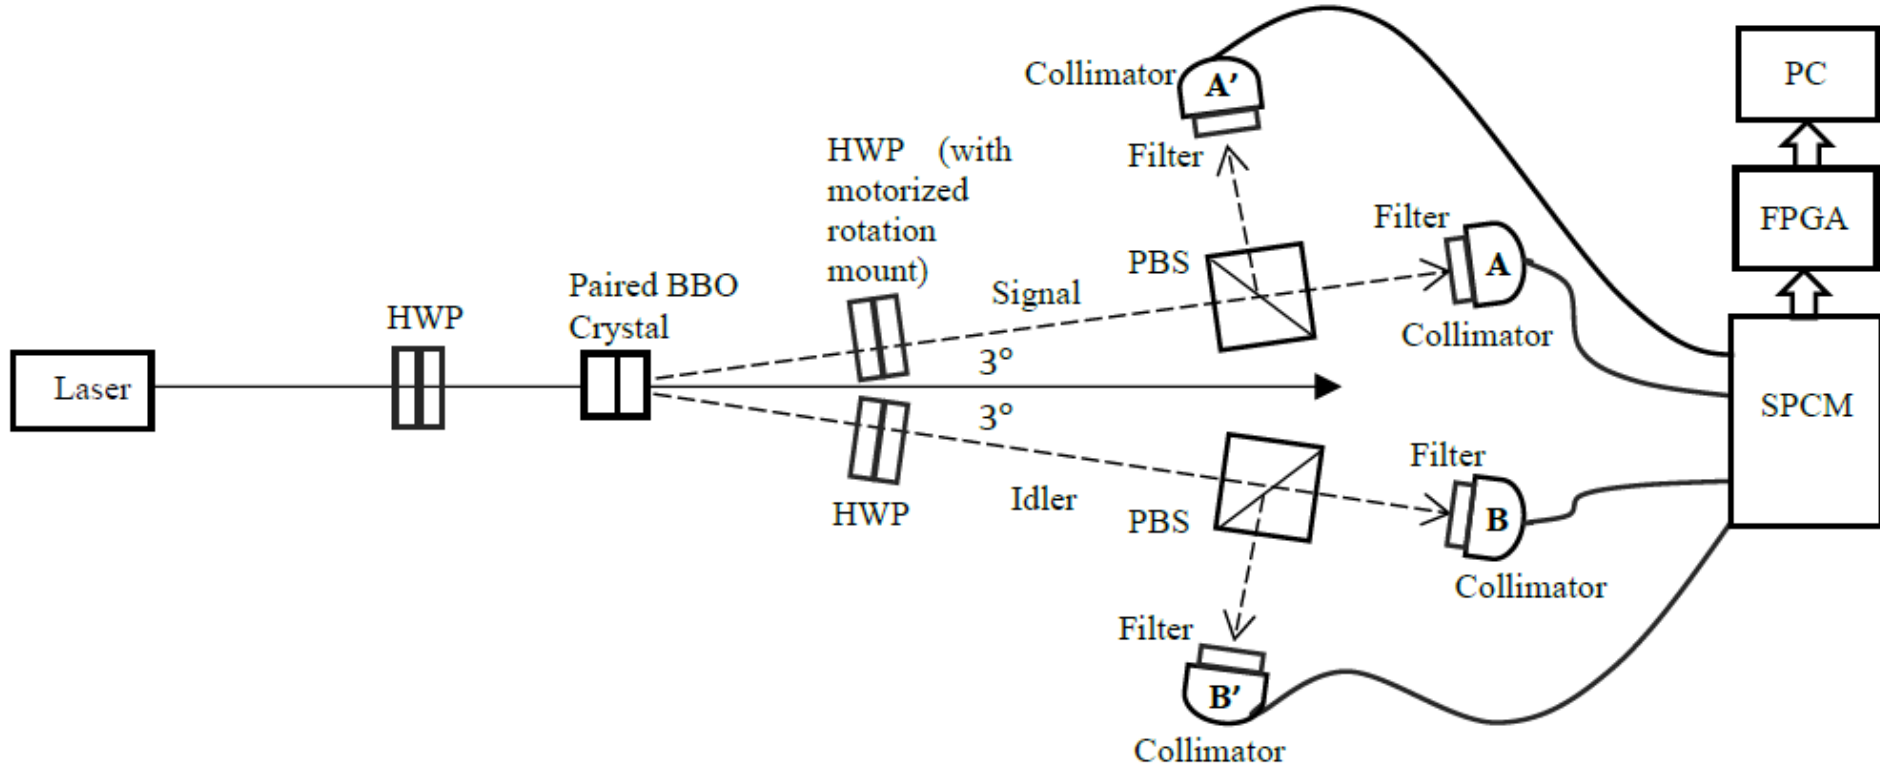 Collimator
A'
PC
HWP (with
motorized
rotation
mount)
Filter
Filter
FPGA
PBS
A
Paired BBO
Crystal
Signal
HWP
Collimator
3°
Laser
SPCM
3°
Filter
Idler
HWP
PBS
B
Collimator
Filter
B'
Collimator